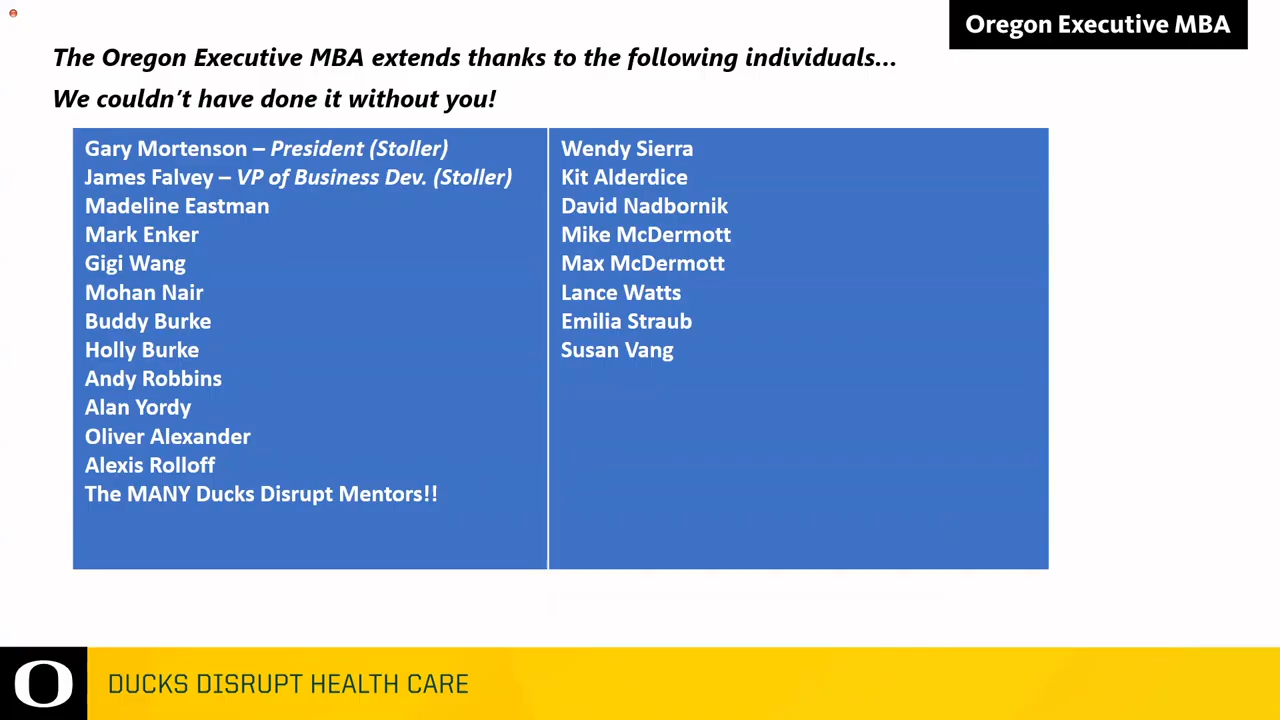 Oregon Executive MBA
The Oregon Executive MBA extends thanks to the following individuals...
We couldn't have done it without you!
Gary Mortenson – President (Stoller)
James Falvey – VP of Business Dev. (Stoller)
Madeline Eastman
Mark Enker
Gigi Wang
Mohan Nair
Buddy Burke
Holly Burke
Andy Robbins
Alan Yordy
Oliver Alexander
Alexis Rolloff
The MANY Ducks Disrupt Mentors!!
Wendy Sierra
Kit Alderdice
David Nadbornik
Mike McDermott
Max McDermott
Lance Watts
Emilia Straub
Susan Vang
O
DUCKS DISRUPT HEALTH CARE